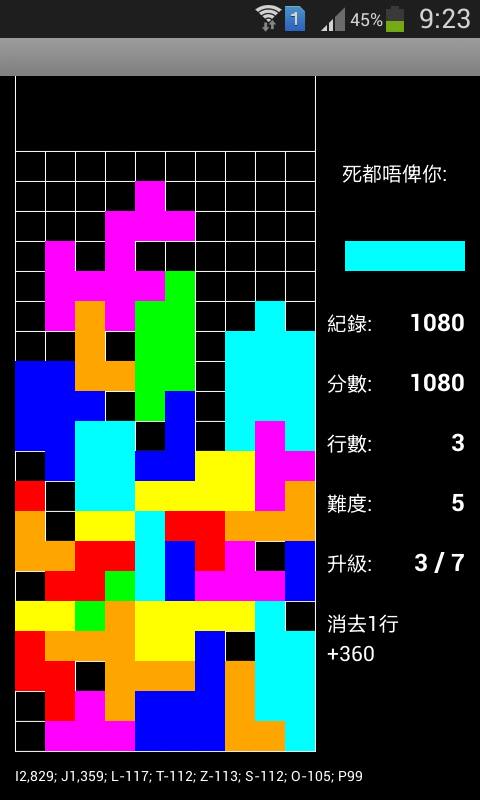 1 45% 9:23
死都唔俾你:
紀錄: 1080
分數: 1080
行數: 3
難度: 5
升級: 3 / 7
消去1行
+360
I2,829; J1,359; L-117; T-112; Z-113; S-112; O-105; P99